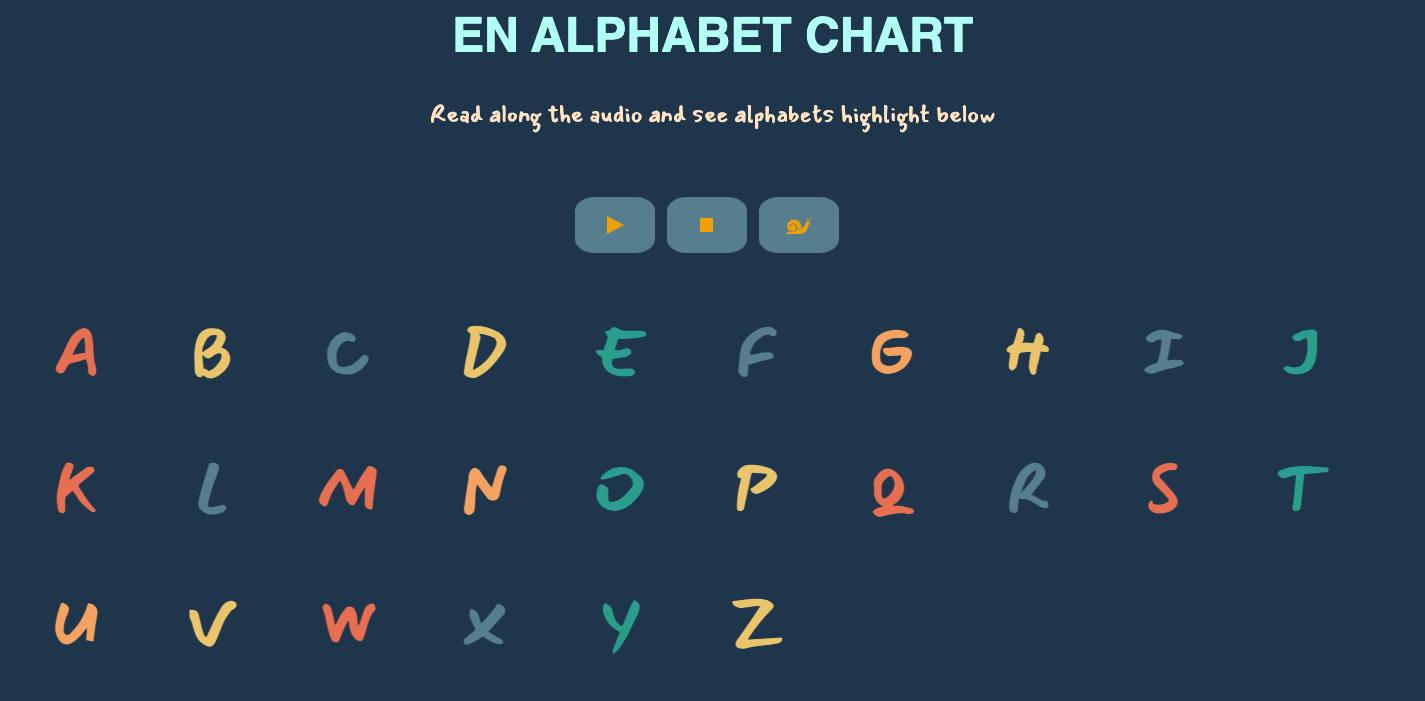 EN ALPHABET CHART
Read along the audio and see alphabets highlight below
A B C D E F G H I J
K L M N O P Q R S T
U V W X Y Z